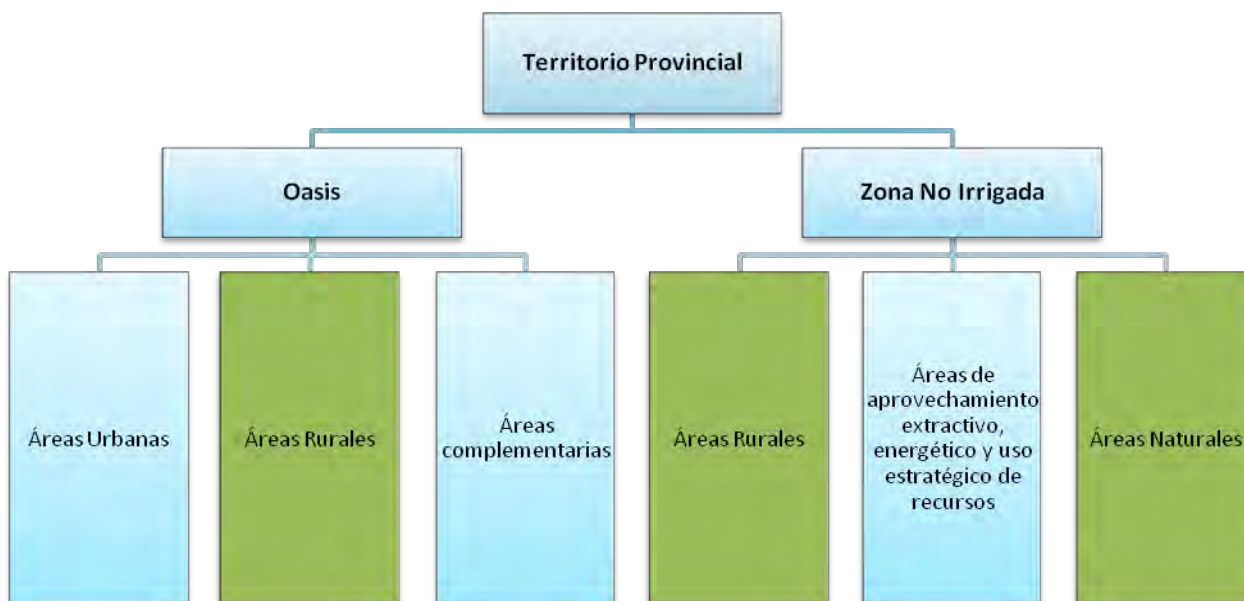 Territorio Provincial
Oasis
Zona No Irrigada
Áreas Urbanas
Áreas Rurales
Áreas
complementarias
Áreas Rurales
Áreas de
aprovechamiento
extractivo,
energético y uso
estratégico de
recursos
Áreas Naturales